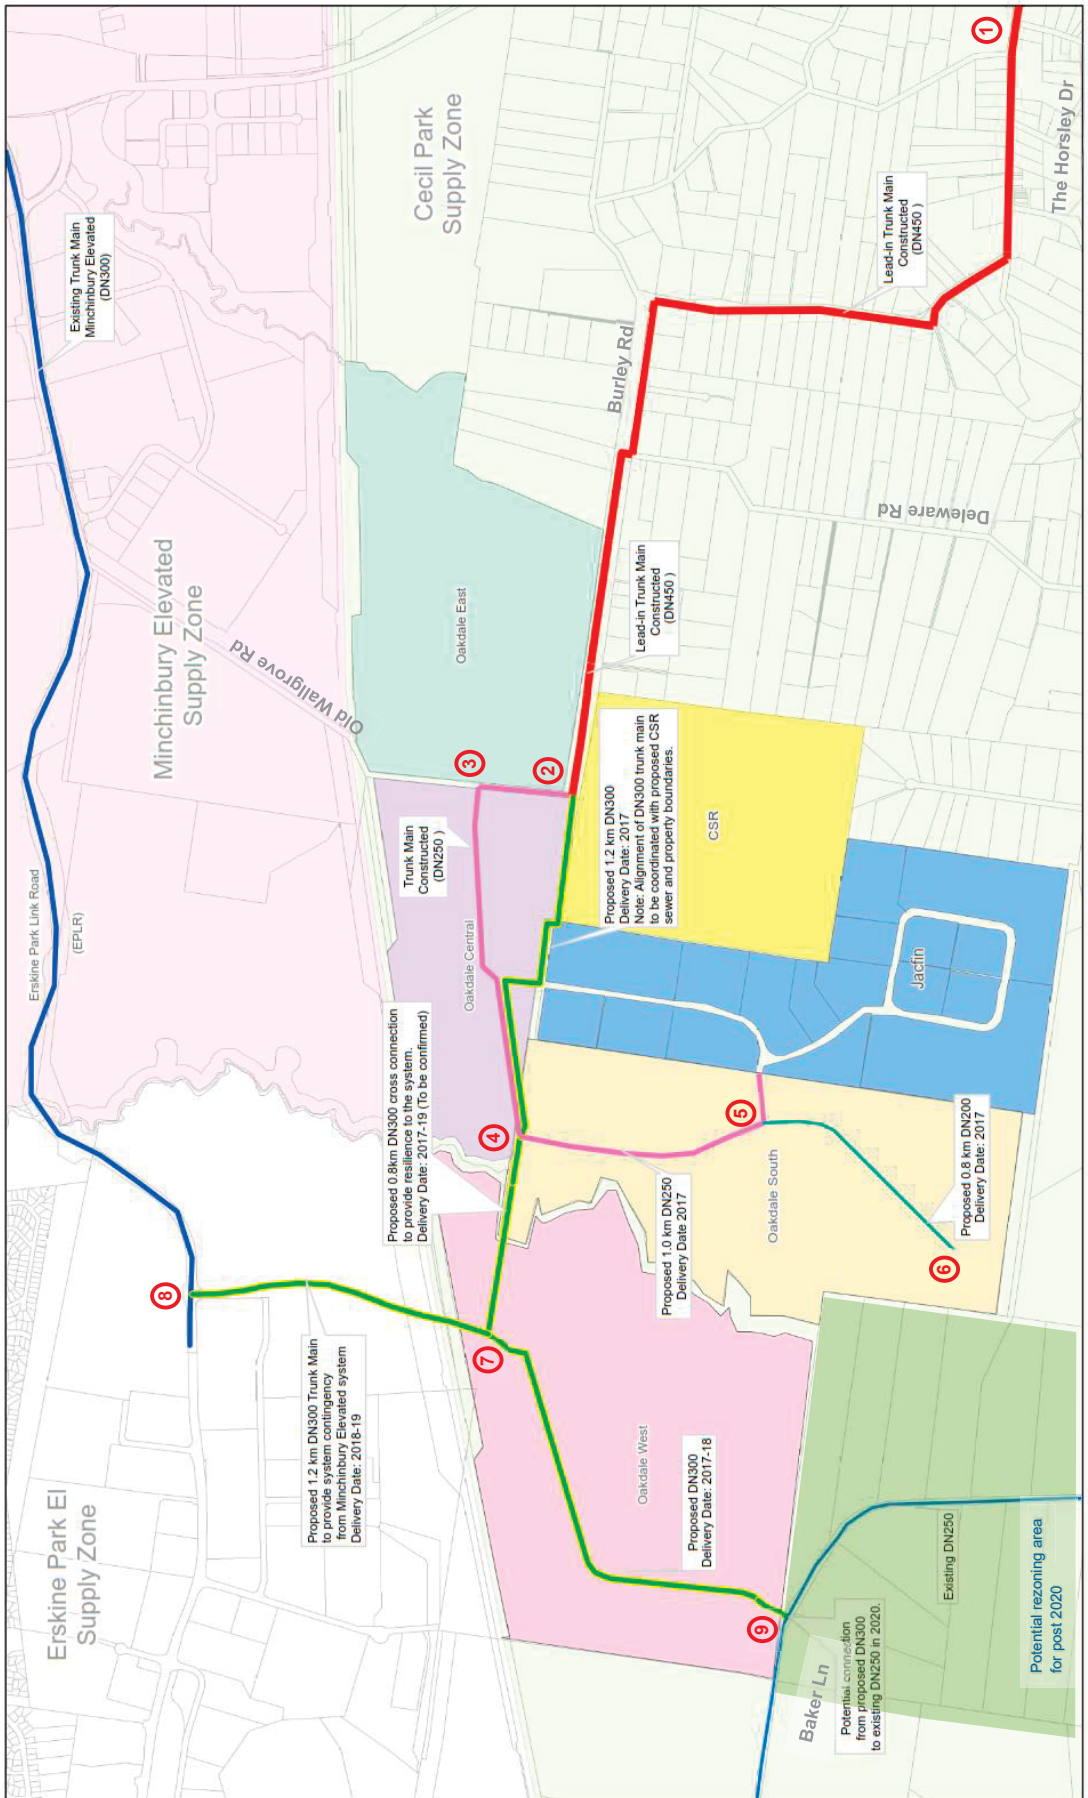 Erskine Park El
Supply Zone
Minchinbury Elevated
Supply Zone
Cecil Park
Supply Zone
Erskine Park Link Road
(EPLR)
Existing Trunk Main
Minchinbury Elevated
(DN300)
Old Wallgrove Rd
8
Proposed 1.2 km DN300 Trunk Main
to provide system contingency
from Minchinbury Elevated system
Delivery Date: 2018-19
Proposed 0.8km DN300 cross connection
to provide resilience to the system.
Delivery Date: 2017-19 (To be confirmed)
Trunk Main
Constructed
(DN250 )
Oakdale Central
Oakdale East
3
7
4
2
Burley Rd
Proposed 1.2 km DN300
Delivery Date: 2017
Note: Alignment of DN300 trunk main
to be coordinated with proposed CSR
sewer and property boundaries.
Lead-in Trunk Main
Constructed
(DN450 )
Oakdale West
Proposed 1.0 km DN250
Delivery Date 2017
Proposed DN300
Delivery Date: 2017-18
CSR
5
Oakdale South
9
Baker Ln
Potential connection
from proposed DN300
to existing DN250 in 2020.
Lead-in Trunk Main
Constructed
(DN450 )
Deleware Rd
Jacfin
6
Proposed 0.8 km DN200
Delivery Date: 2017
Existing DN250
1
The Horsley Dr
Potential rezoning area
for post 2020